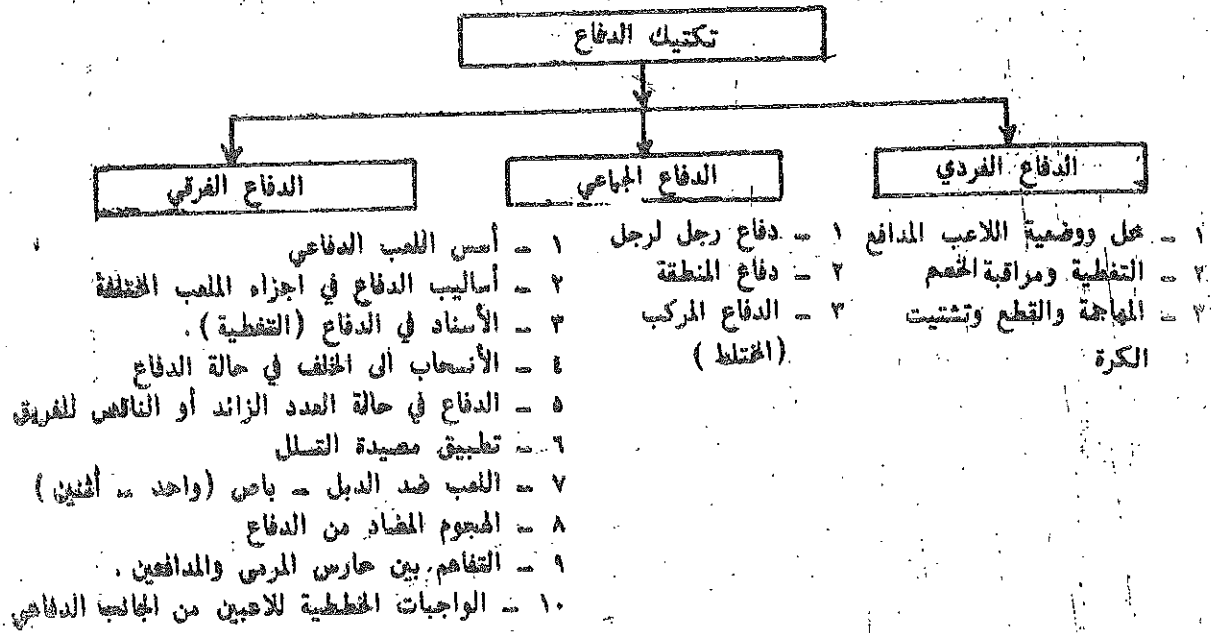 تكتيك الدفاع
الدفاع الفردي
١ - محل ووضعية اللاعب المدافع
٢ - التغطية ومراقبة الخصم
٣ - المهاجمة والقطع وتشتيت
الكرة
الدفاع الجماعي
١ - دفاع رجل لرجل
٢ - دفاع المنطقة
٣ - الدفاع المركب
(المختلط)
الدفاع الفرقي
١ - أسس اللعب الدفاعي
٢ - أساليب الدفاع في اجزاء الملعب المختلفة
٣ - الأسناد في الدفاع (التغطية).
٤ - الأنسحاب الى الخلف في حالة الدفاع
٥ - الدفاع في حالة العدد الزائد أو الناقص للفريق
٦ - تطبيق مصيدة التسلل
٧ - اللعب ضد الدبل - باص (واحد - أثنين)
٨ - الهجوم المضاد من الدفاع
٩ - التفاهم بين حارس المرمى والمدافعين .
١٠ - الواجبات الخططية للاعبين من الجانب الدفاعي